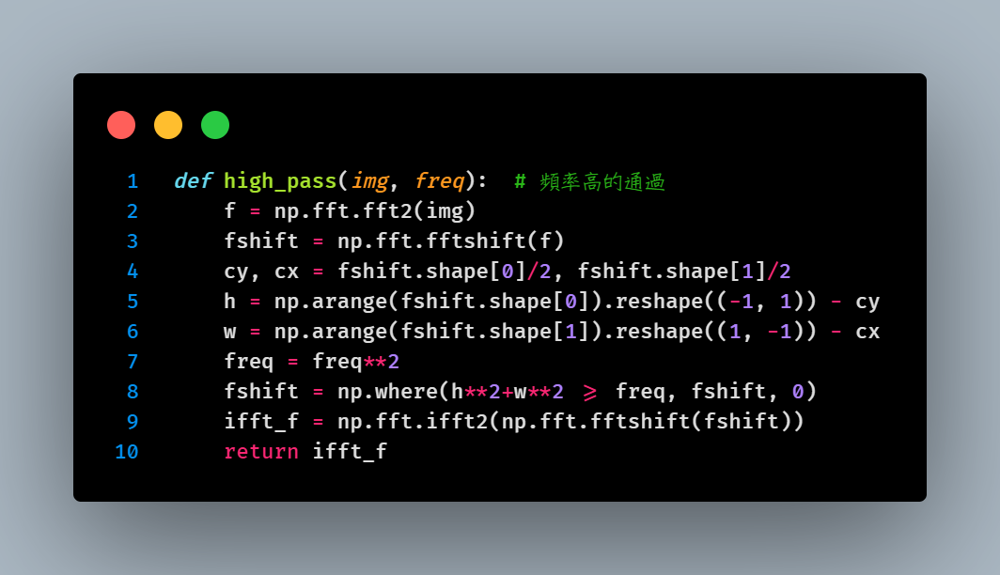 1 def high_pass(img, freq):  # 頻率高的通過
2     f = np.fft.fft2(img)
3     fshift = np.fft.fftshift(f)
4     cy, cx = fshift.shape[0]/2, fshift.shape[1]/2
5     h = np.arange(fshift.shape[0]).reshape((-1, 1)) - cy
6     w = np.arange(fshift.shape[1]).reshape((1, -1)) - cx
7     freq = freq**2
8     fshift = np.where(h**2+w**2 >= freq, fshift, 0)
9     ifft_f = np.fft.ifft2(np.fft.fftshift(fshift))
10     return ifft_f